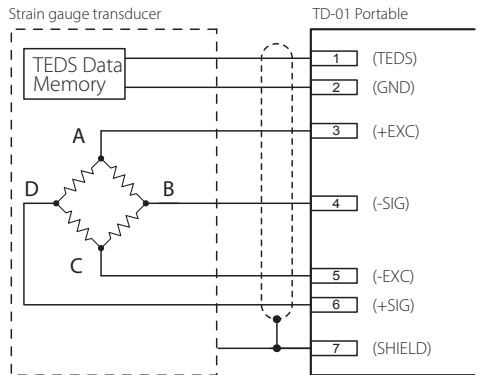 Strain gauge transducer
TD-01 Portable
TEDS Data
Memory
1 (TEDS)
2 (GND)
A
3 (+EXC)
D
B
4 (-SIG)
C
5 (-EXC)
6 (+SIG)
7 (SHIELD)